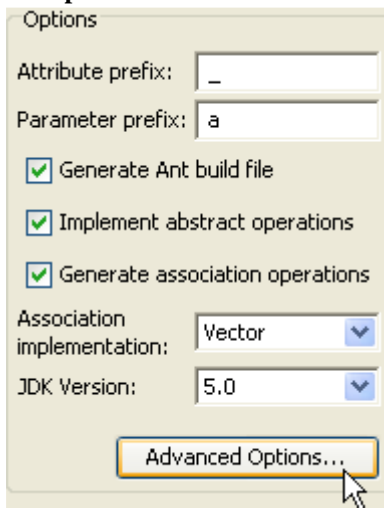 Options
Attribute prefix: _
Parameter prefix: a
Generate Ant build file
Implement abstract operations
Generate association operations
Association
implementation: Vector
JDK Version: 5.0
Advanced Options...